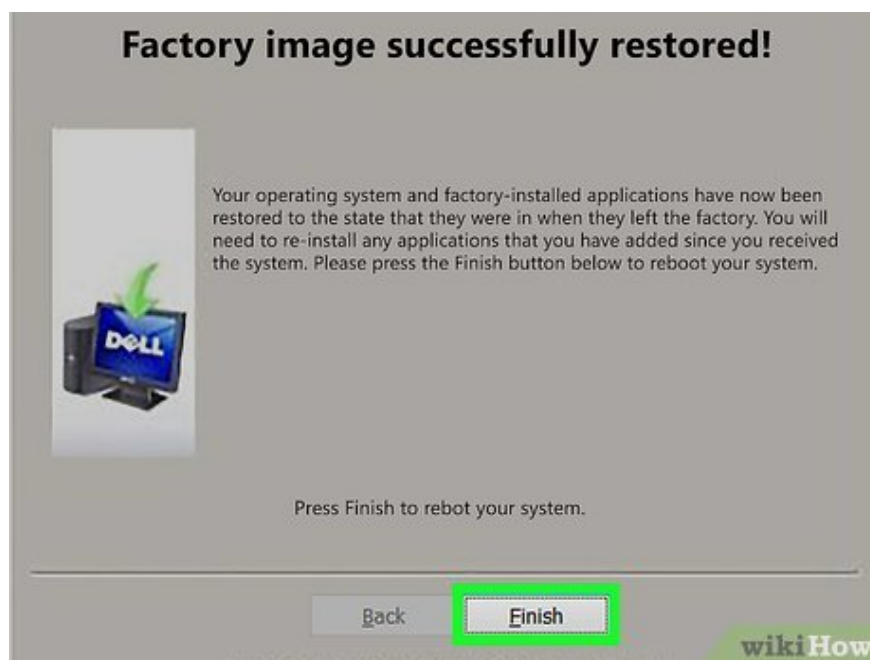 Factory image successfully restored!
Your operating system and factory-installed applications have now been
restored to the state that they were in when they left the factory. You will
need to re-install any applications that you have added since you received
the system. Please press the Finish button below to reboot your system.
DELL
Press Finish to rebot your system.
Back
Finish
wikiHow